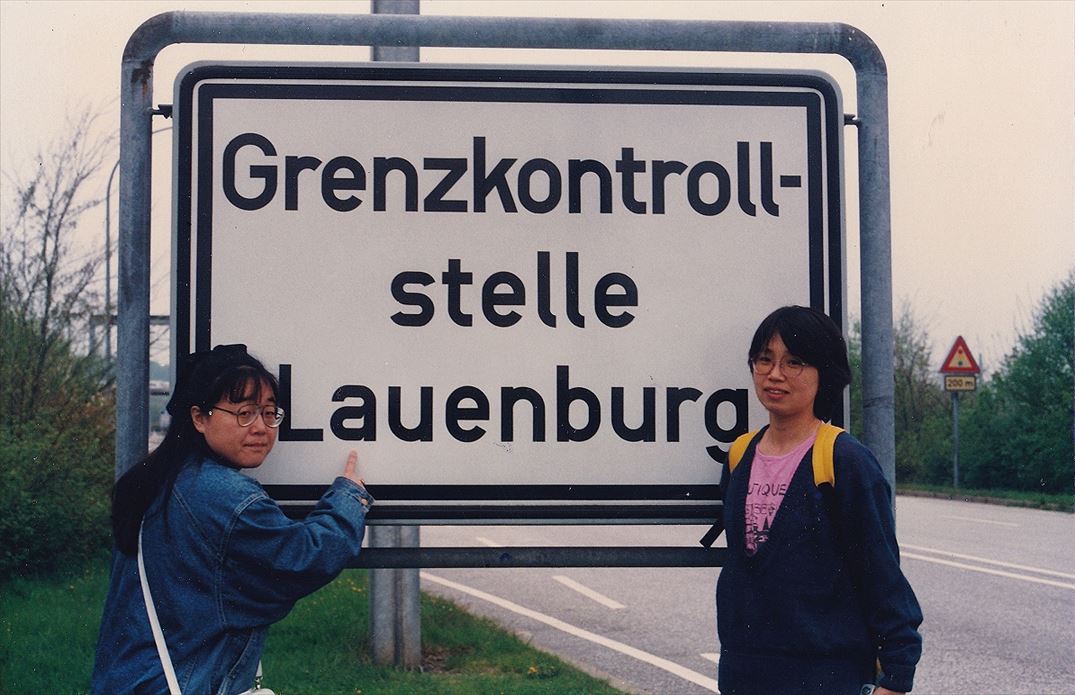 Grenzkontroll-
stelle
Lauenburg
200 m